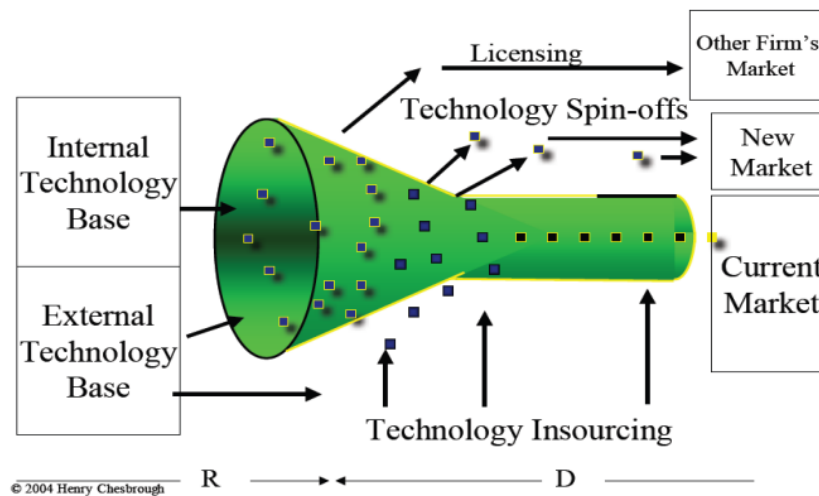 Licensing
Other Firm's
Market
Technology Spin-offs
New
Market
Internal
Technology
Base
External
Technology
Base
Current
Market
Technology Insourcing
R
D
© 2004 Henry Chesbrough